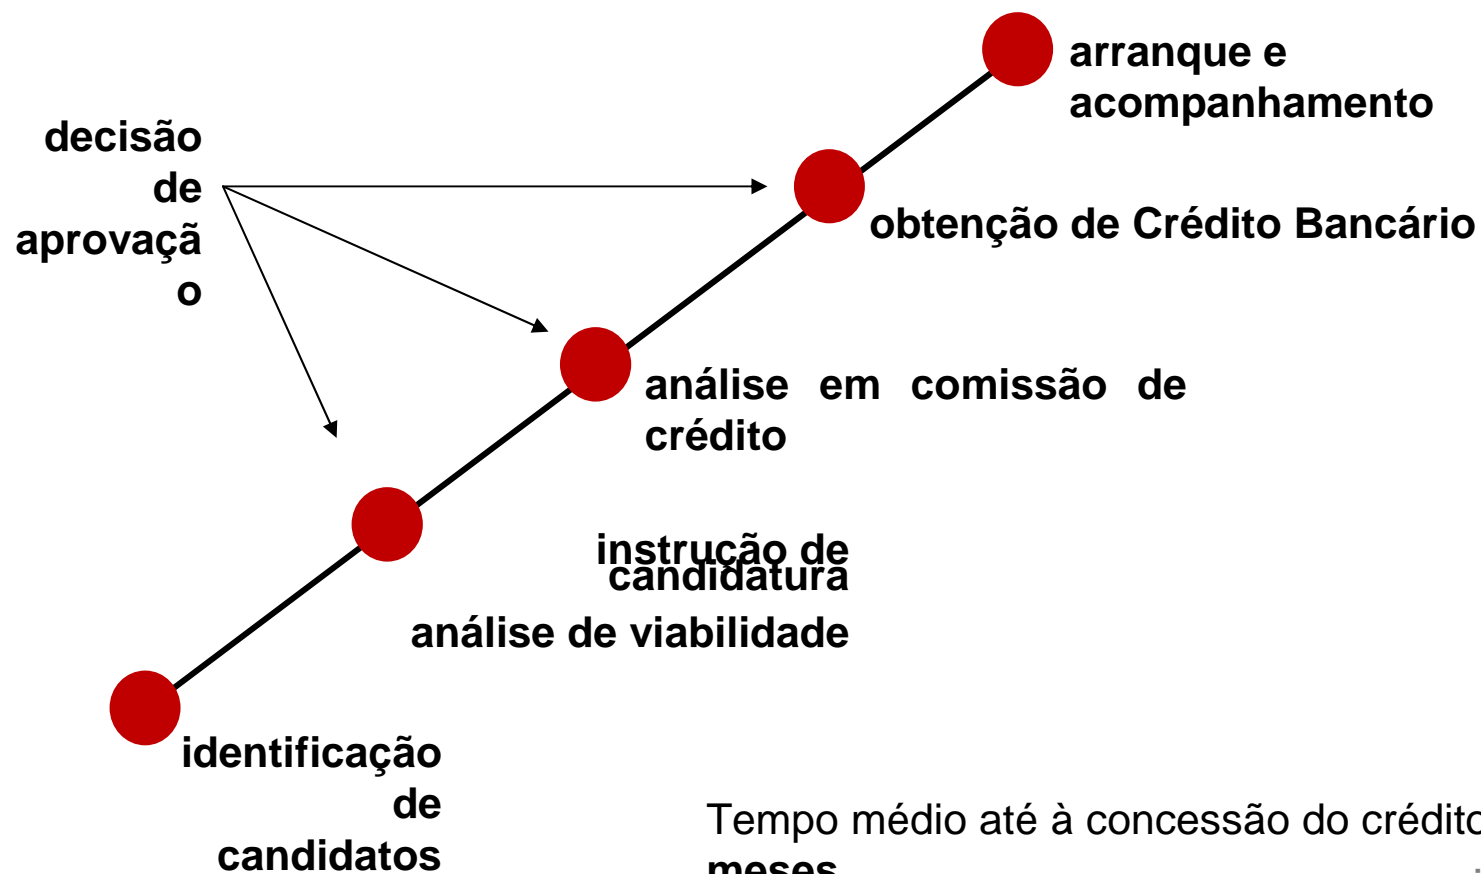 arranque e
acompanhamento
decisão
de
aprovaçã
o
obtenção de Crédito Bancário
análise em comissão de
crédito
instrução de
candidatura
análise de viabilidade
identificação
de
candidatos
Tempo médio até à concessão do crédito
meses